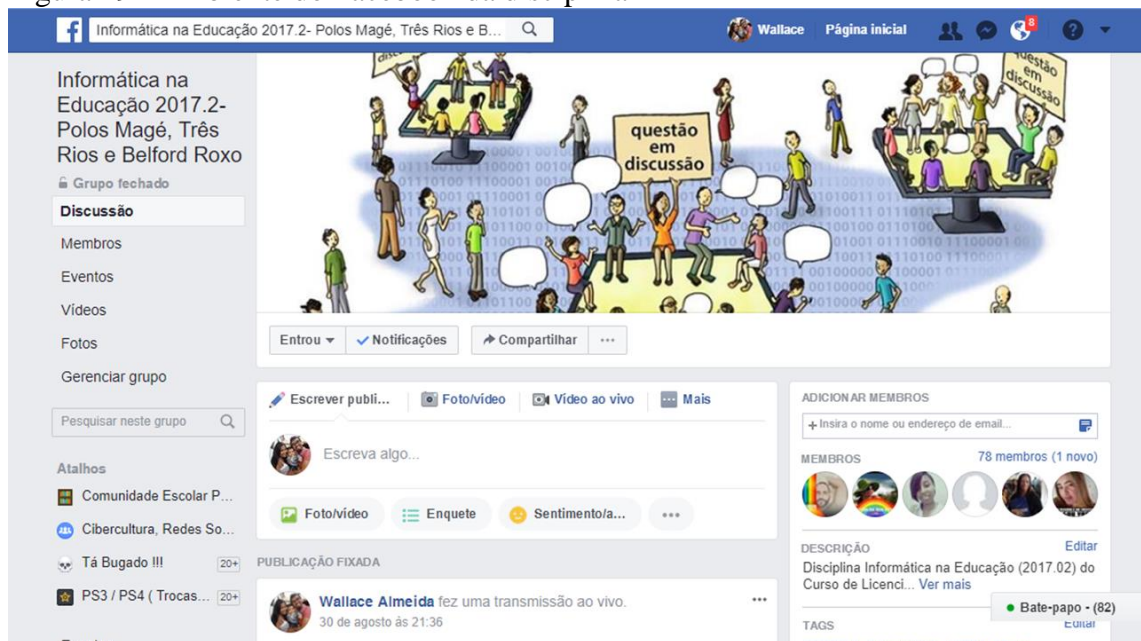 Informática na Educação 2017.2- Polos Magé, Três Rios e B...
Wallace
Página inicial
8
Informática na
Educação 2017.2-
Polos Magé, Três
Rios e Belford Roxo
Grupo fechado
Discussão
Membros
Eventos
Vídeos
Fotos
Gerenciar grupo
Pesquisar neste grupo
Atalhos
Comunidade Escolar P...
Cibercultura, Redes So...
Tá Bugado !!! 20+
PS3 / PS4 ( Trocas... 20+
questão
em
discussão
questão
em
discussão
Entrou
Notificações
Compartilhar
Escrever publi...
Foto/vídeo
Vídeo ao vivo
Mais
Escreva algo...
Foto/vídeo
Enquete
Sentimento/a...
PUBLICAÇÃO FIXADA
Wallace Almeida fez uma transmissão ao vivo.
30 de agosto às 21:36
ADICIONAR MEMBROS
+ Insira o nome ou endereço de email...
MEMBROS
78 membros (1 novo)
DESCRIÇÃO
Editar
Disciplina Informática na Educação (2017.02) do
Curso de Licenci... Ver mais
Bate-papo - (82)
TAGS
Editar